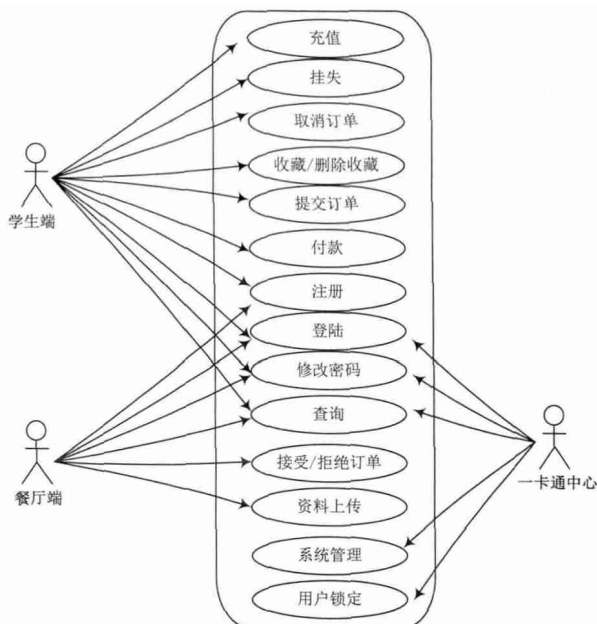 充值
挂失
取消订单
收藏/删除收藏
提交订单
付款
注册
登陆
修改密码
查询
接受/拒绝订单
资料上传
系统管理
用户锁定
学生端
餐厅端
一卡通中心